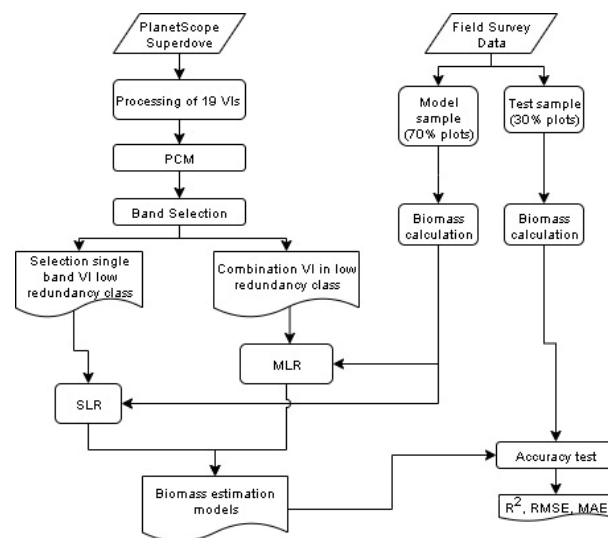 PlanetScope
Superdove
Field Survey
Data
Processing of 19 VIs
Model
sample
(70% plots)
Test sample
(30% plots)
PCM
Band Selection
Biomass
calculation
Biomass
calculation
Selection single
band VI low
redundancy class
Combination VI in low
redundancy class
MLR
SLR
Accuracy test
Biomass estimation
models
R², RMSE, MAE